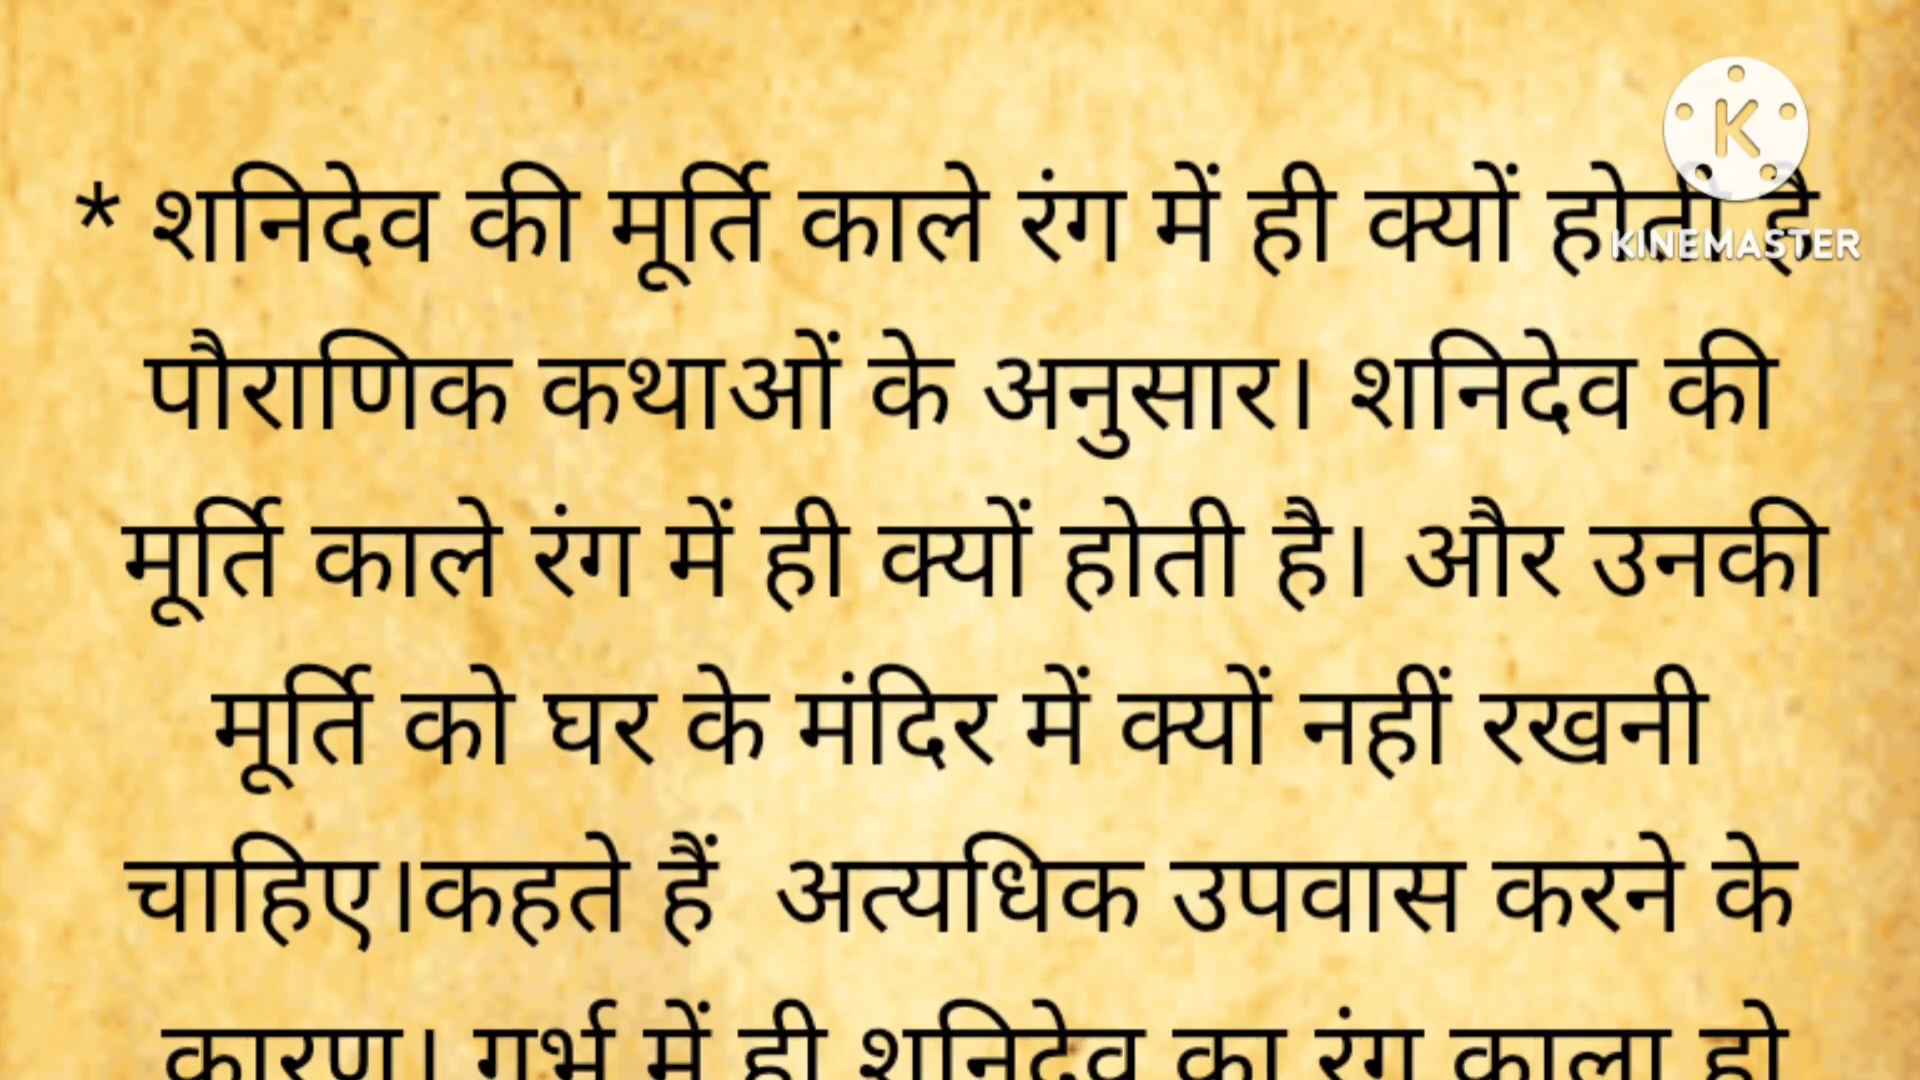 * शनिदेव की मूर्ति काले रंग में ही क्यों होती है
KINEMASTER
पौराणिक कथाओं के अनुसार। शनिदेव की
मूर्ति काले रंग में ही क्यों होती है। और उनकी
मूर्ति को घर के मंदिर में क्यों नहीं रखनी
चाहिए।कहते हैं अत्यधिक उपवास करने के
कारण। गर्भ में ही शनिदेव का रंग काला हो